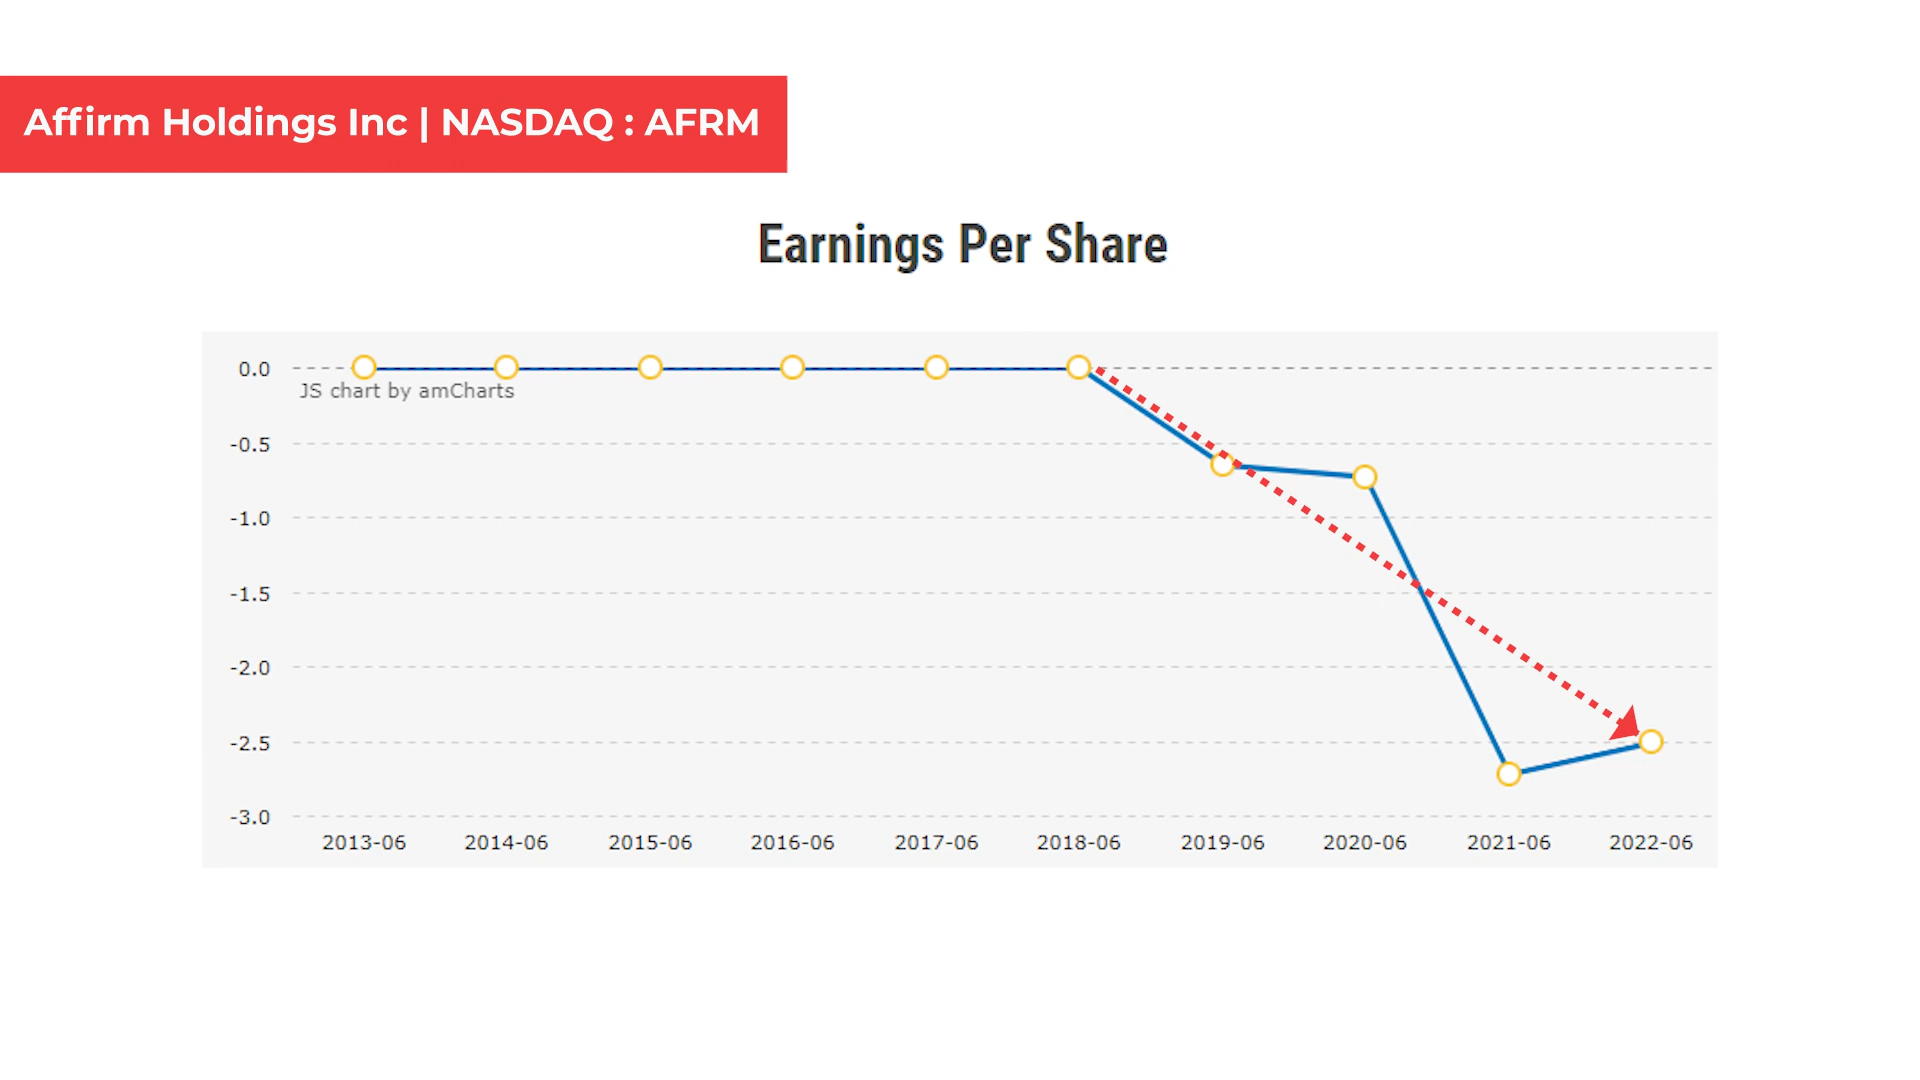 Affirm Holdings Inc | NASDAQ : AFRM
Earnings Per Share
0.0
JS chart by amCharts
-0.5
-1.0
-1.5
-2.0
-2.5
-3.0
2013-06 2014-06 2015-06 2016-06 2017-06 2018-06 2019-06 2020-06 2021-06 2022-06